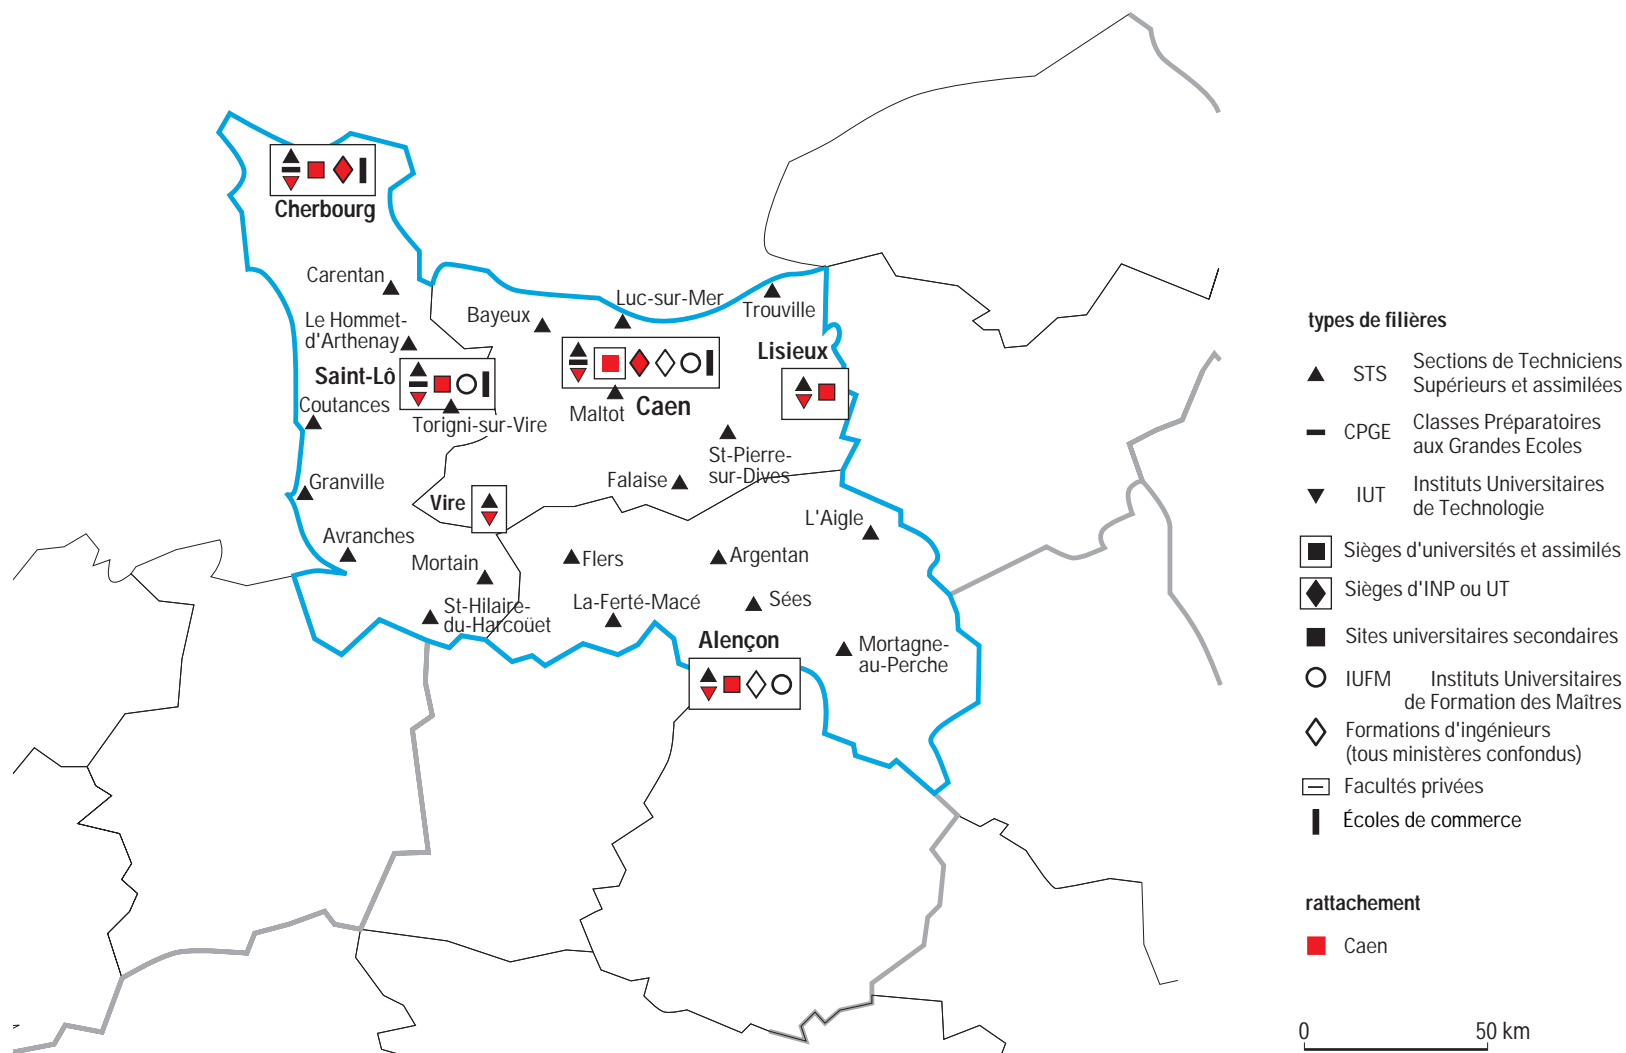 Cherbourg
Carentan
Le Hommet-
d'Arthenay
Saint-Lô
Coutances
Torigni-sur-Vire
Granville
Avranches
Mortain
St-Hilaire-
du-Harcoüet
Bayeux
Luc-sur-Mer
Trouville
Lisieux
Caen
Maltot
St-Pierre-
sur-Dives
Falaise
Vire
L'Aigle
Flers
Argentan
La-Ferté-Macé
Sées
Alençon
Mortagne-
au-Perche
types de filières
STS Sections de Techniciens
Supérieurs et assimilées
CPGE Classes Préparatoires
aux Grandes Ecoles
IUT Instituts Universitaires
de Technologie
Sièges d'universités et assimilés
Sièges d'INP ou UT
Sites universitaires secondaires
IUFM Instituts Universitaires
de Formation des Maîtres
Formations d'ingénieurs
(tous ministères confondus)
Facultés privées
Écoles de commerce
rattachement
Caen
0 50 km